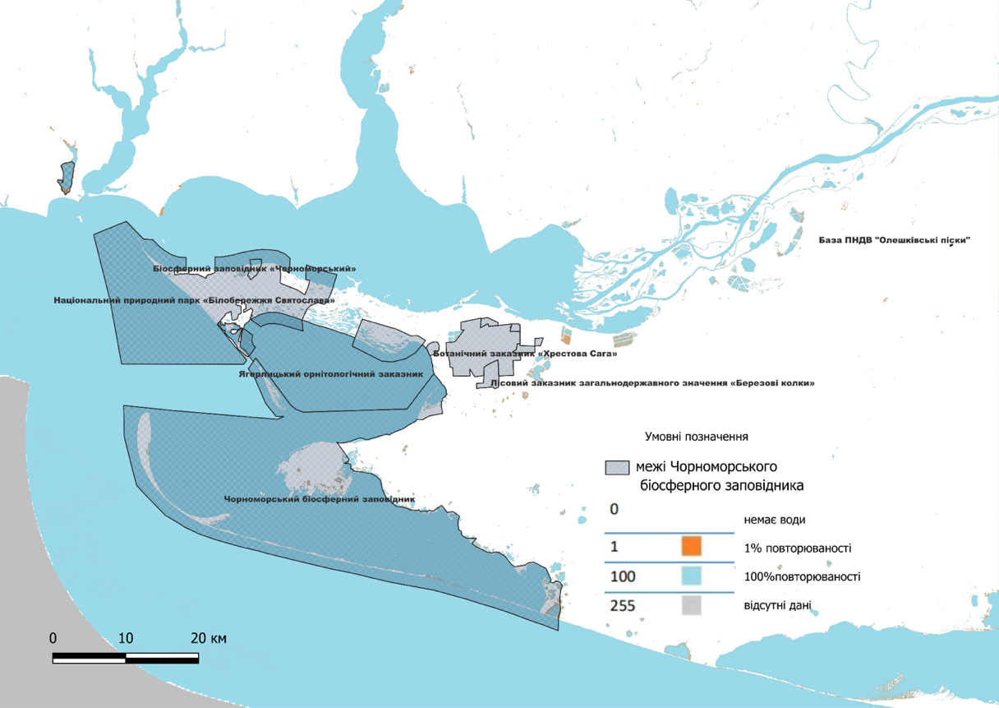 База ПНДВ "Олешківські піски"
Біосферний заповідник «Чорноморський»
Національний природний парк «Білобережжя Святослава»
Ботанічний заказник «Хрестова Сага»
Ягорлицький орнітологічний заказник
Лісовий заказник загальнодержавного значення «Березові колки»
Чорноморський біосферний заповідник
Умовні позначення
межі Чорноморського
біосферного заповідника
0
немає води
1
1% повторюваності
100
100%повторюваності
255
відсутні дані
0 10 20 км